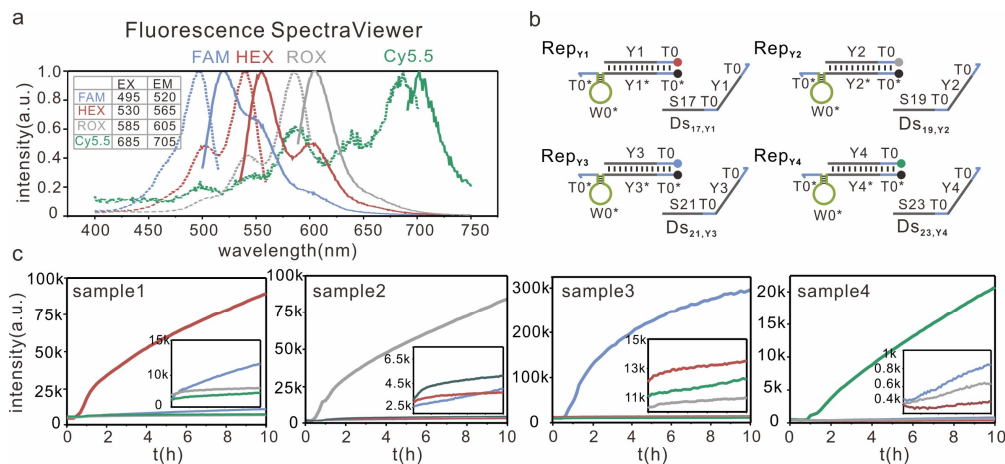 a
Fluorescence SpectraViewer
FAM HEX ROX Cy5.5
intensity(a.u.)
1.0
0.8
0.6
0.4
0.2
0
EX EM
FAM 495 520
HEX 530 565
ROX 585 605
Cy5.5 685 705
400 450 500 550 600 650 700 750
wavelength(nm)
b
RepY1
Y1 T0
T0* Y1* T0*
W0*
S17 T0 Y1 T0
Ds17,Y1
RepY2
Y2 T0
T0* Y2* T0*
W0*
S19 T0 Y2 T0
Ds19,Y2
RepY3
Y3 T0
T0* Y3* T0*
W0*
S21 T0 Y3 T0
Ds21,Y3
RepY4
Y4 T0
T0* Y4* T0*
W0*
S23 T0 Y4 T0
Ds23,Y4
c
intensity(a.u.)
sample1
100k
75k
50k
25k
0
15k
10k
0
0 2 4 6 8 10
t(h)
sample2
100k
75k
50k
25k
0
6.5k
4.5k
2.5k
0 2 4 6 8 10
t(h)
sample3
300k
200k
100k
0
15k
13k
11k
0 2 4 6 8 10
t(h)
sample4
20k
15k
10k
5k
0
1k
0.8k
0.6k
0.4k
0 2 4 6 8 10
t(h)